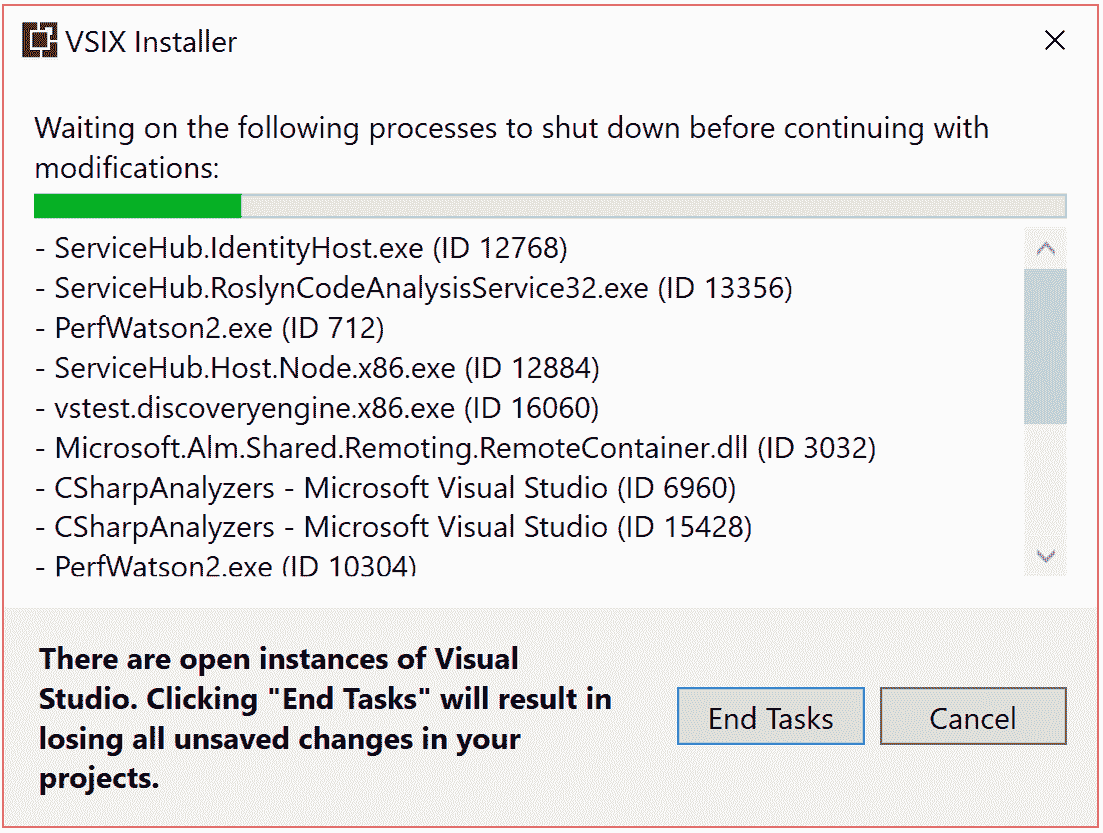 VSIX Installer
Waiting on the following processes to shut down before continuing with
modifications:
- ServiceHub.IdentityHost.exe (ID 12768)
- ServiceHub.RoslynCodeAnalysisService32.exe (ID 13356)
- PerfWatson2.exe (ID 712)
- ServiceHub.Host.Node.x86.exe (ID 12884)
- vstest.discoveryengine.x86.exe (ID 16060)
- Microsoft.Alm.Shared.Remoting.RemoteContainer.dll (ID 3032)
- CSharpAnalyzers - Microsoft Visual Studio (ID 6960)
- CSharpAnalyzers - Microsoft Visual Studio (ID 15428)
- PerfWatson2.exe (ID 10304)
There are open instances of Visual
Studio. Clicking "End Tasks" will result in
losing all unsaved changes in your
projects.
End Tasks
Cancel